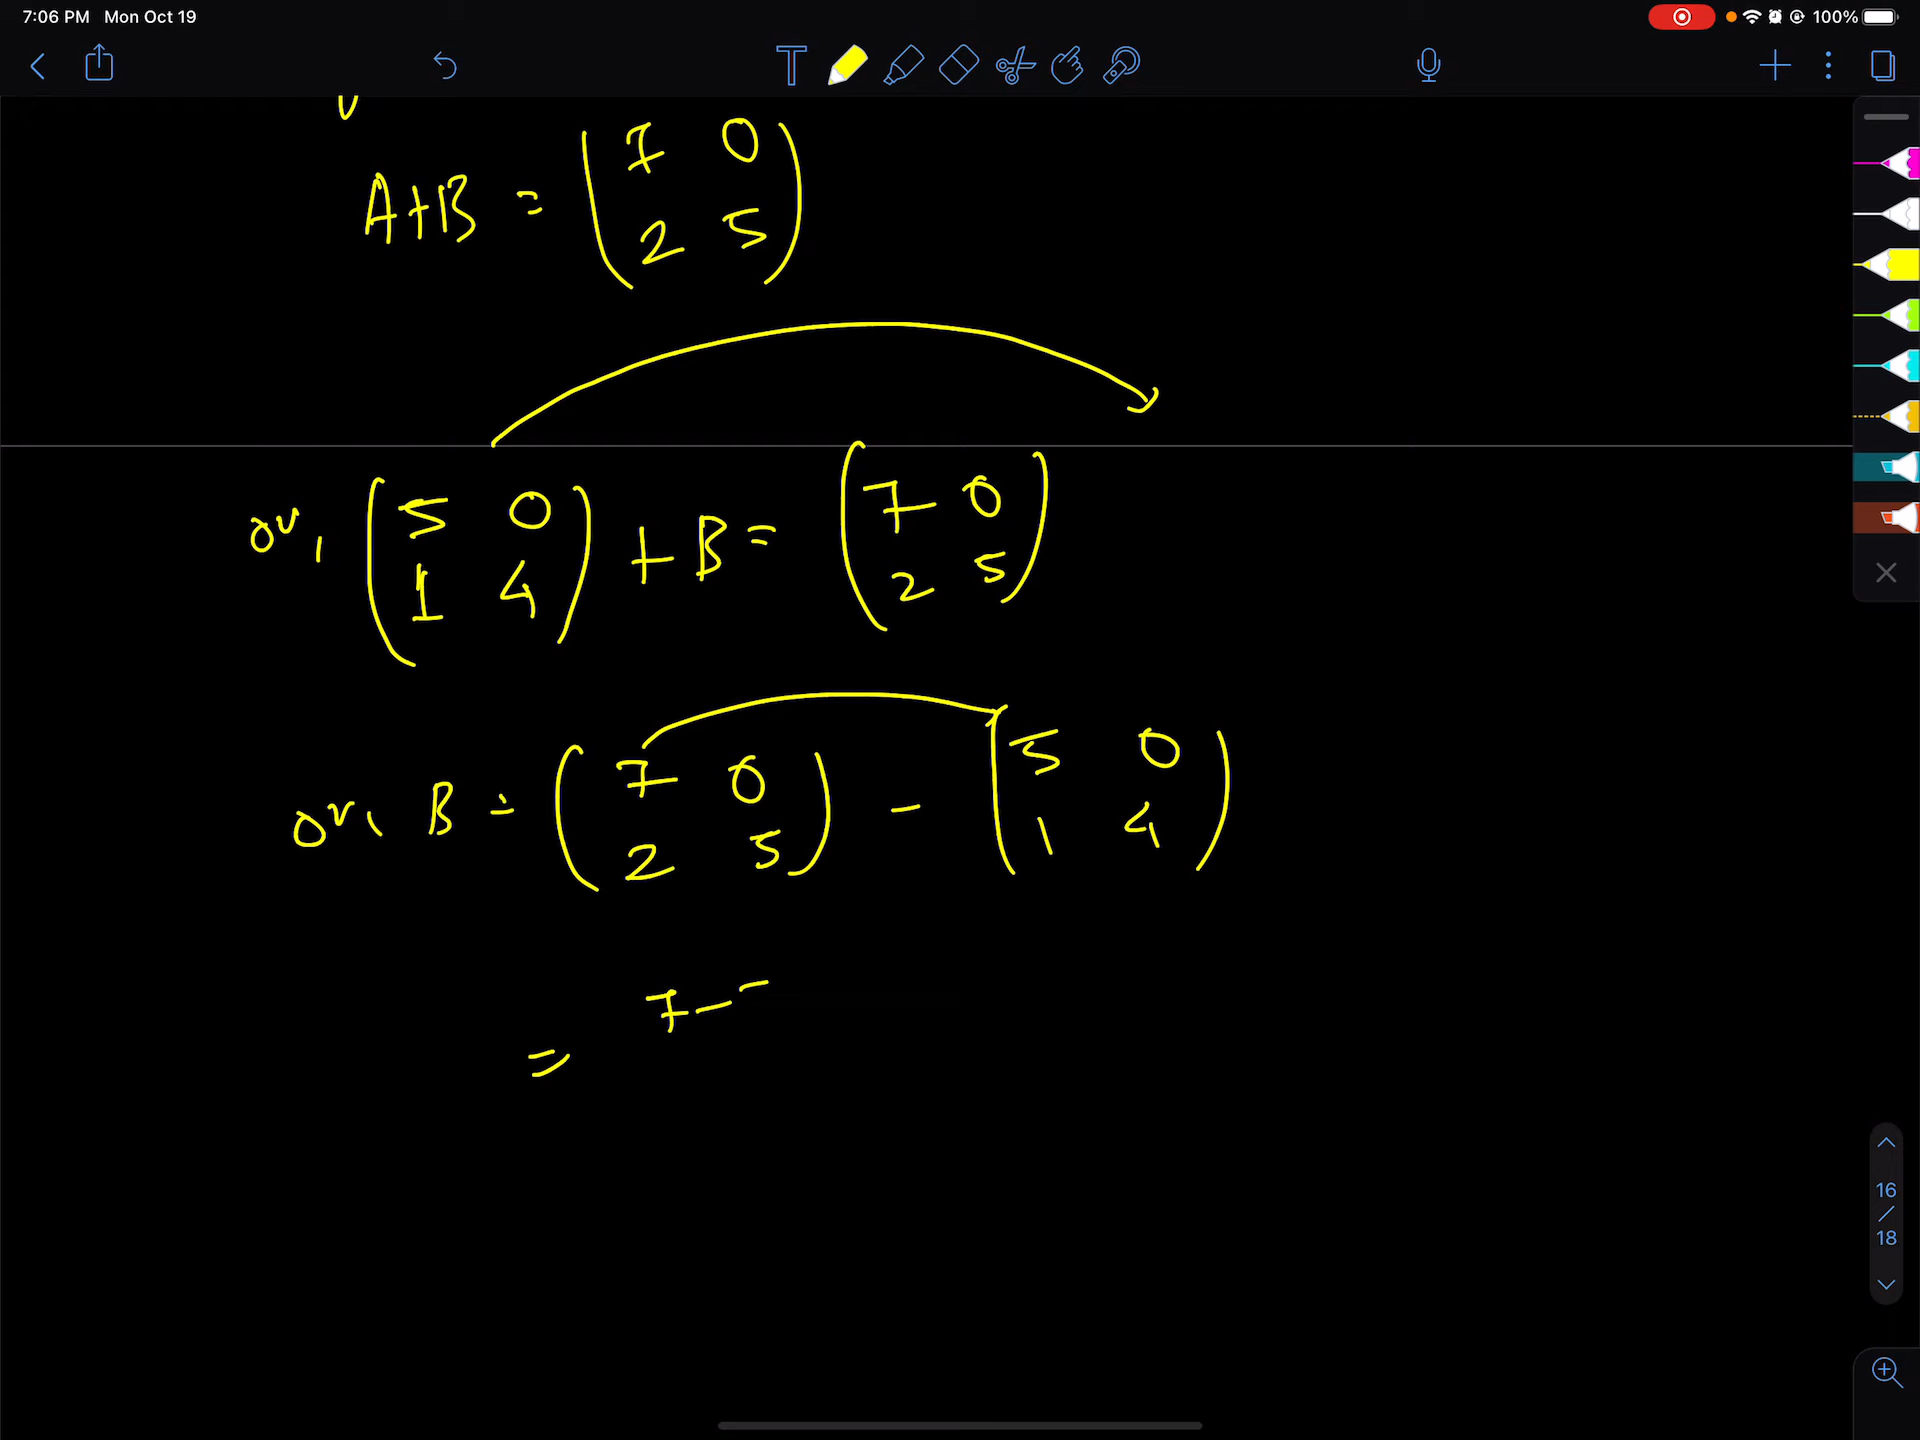 7:06 PM Mon Oct 19
100%
T
A+B = (7 0
2 5)
or, (5 0
1 4) + B = (7 0
2 5)
or, B = (7 0
2 5) - (5 0
1 4)
= 7-
16
/
18